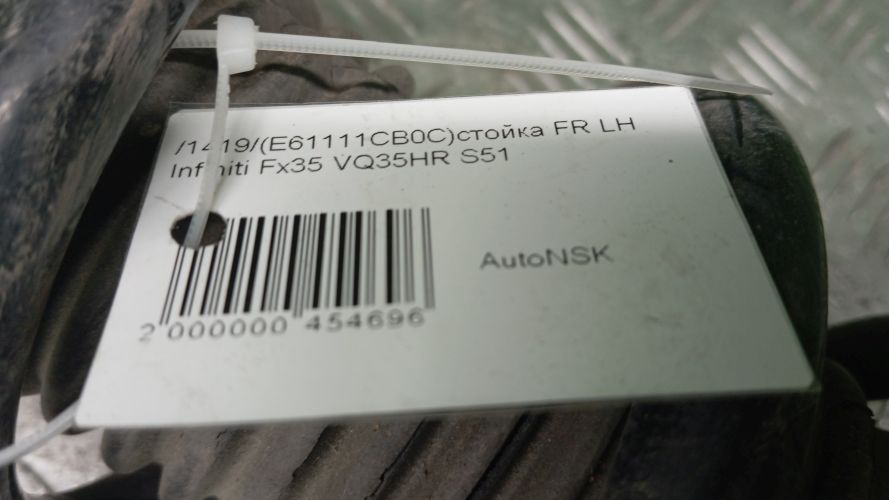 /1419/(E61111CB0C)стойка FR LH
Infiniti Fx35 VQ35HR S51
AutoNSK
2 000000 454696